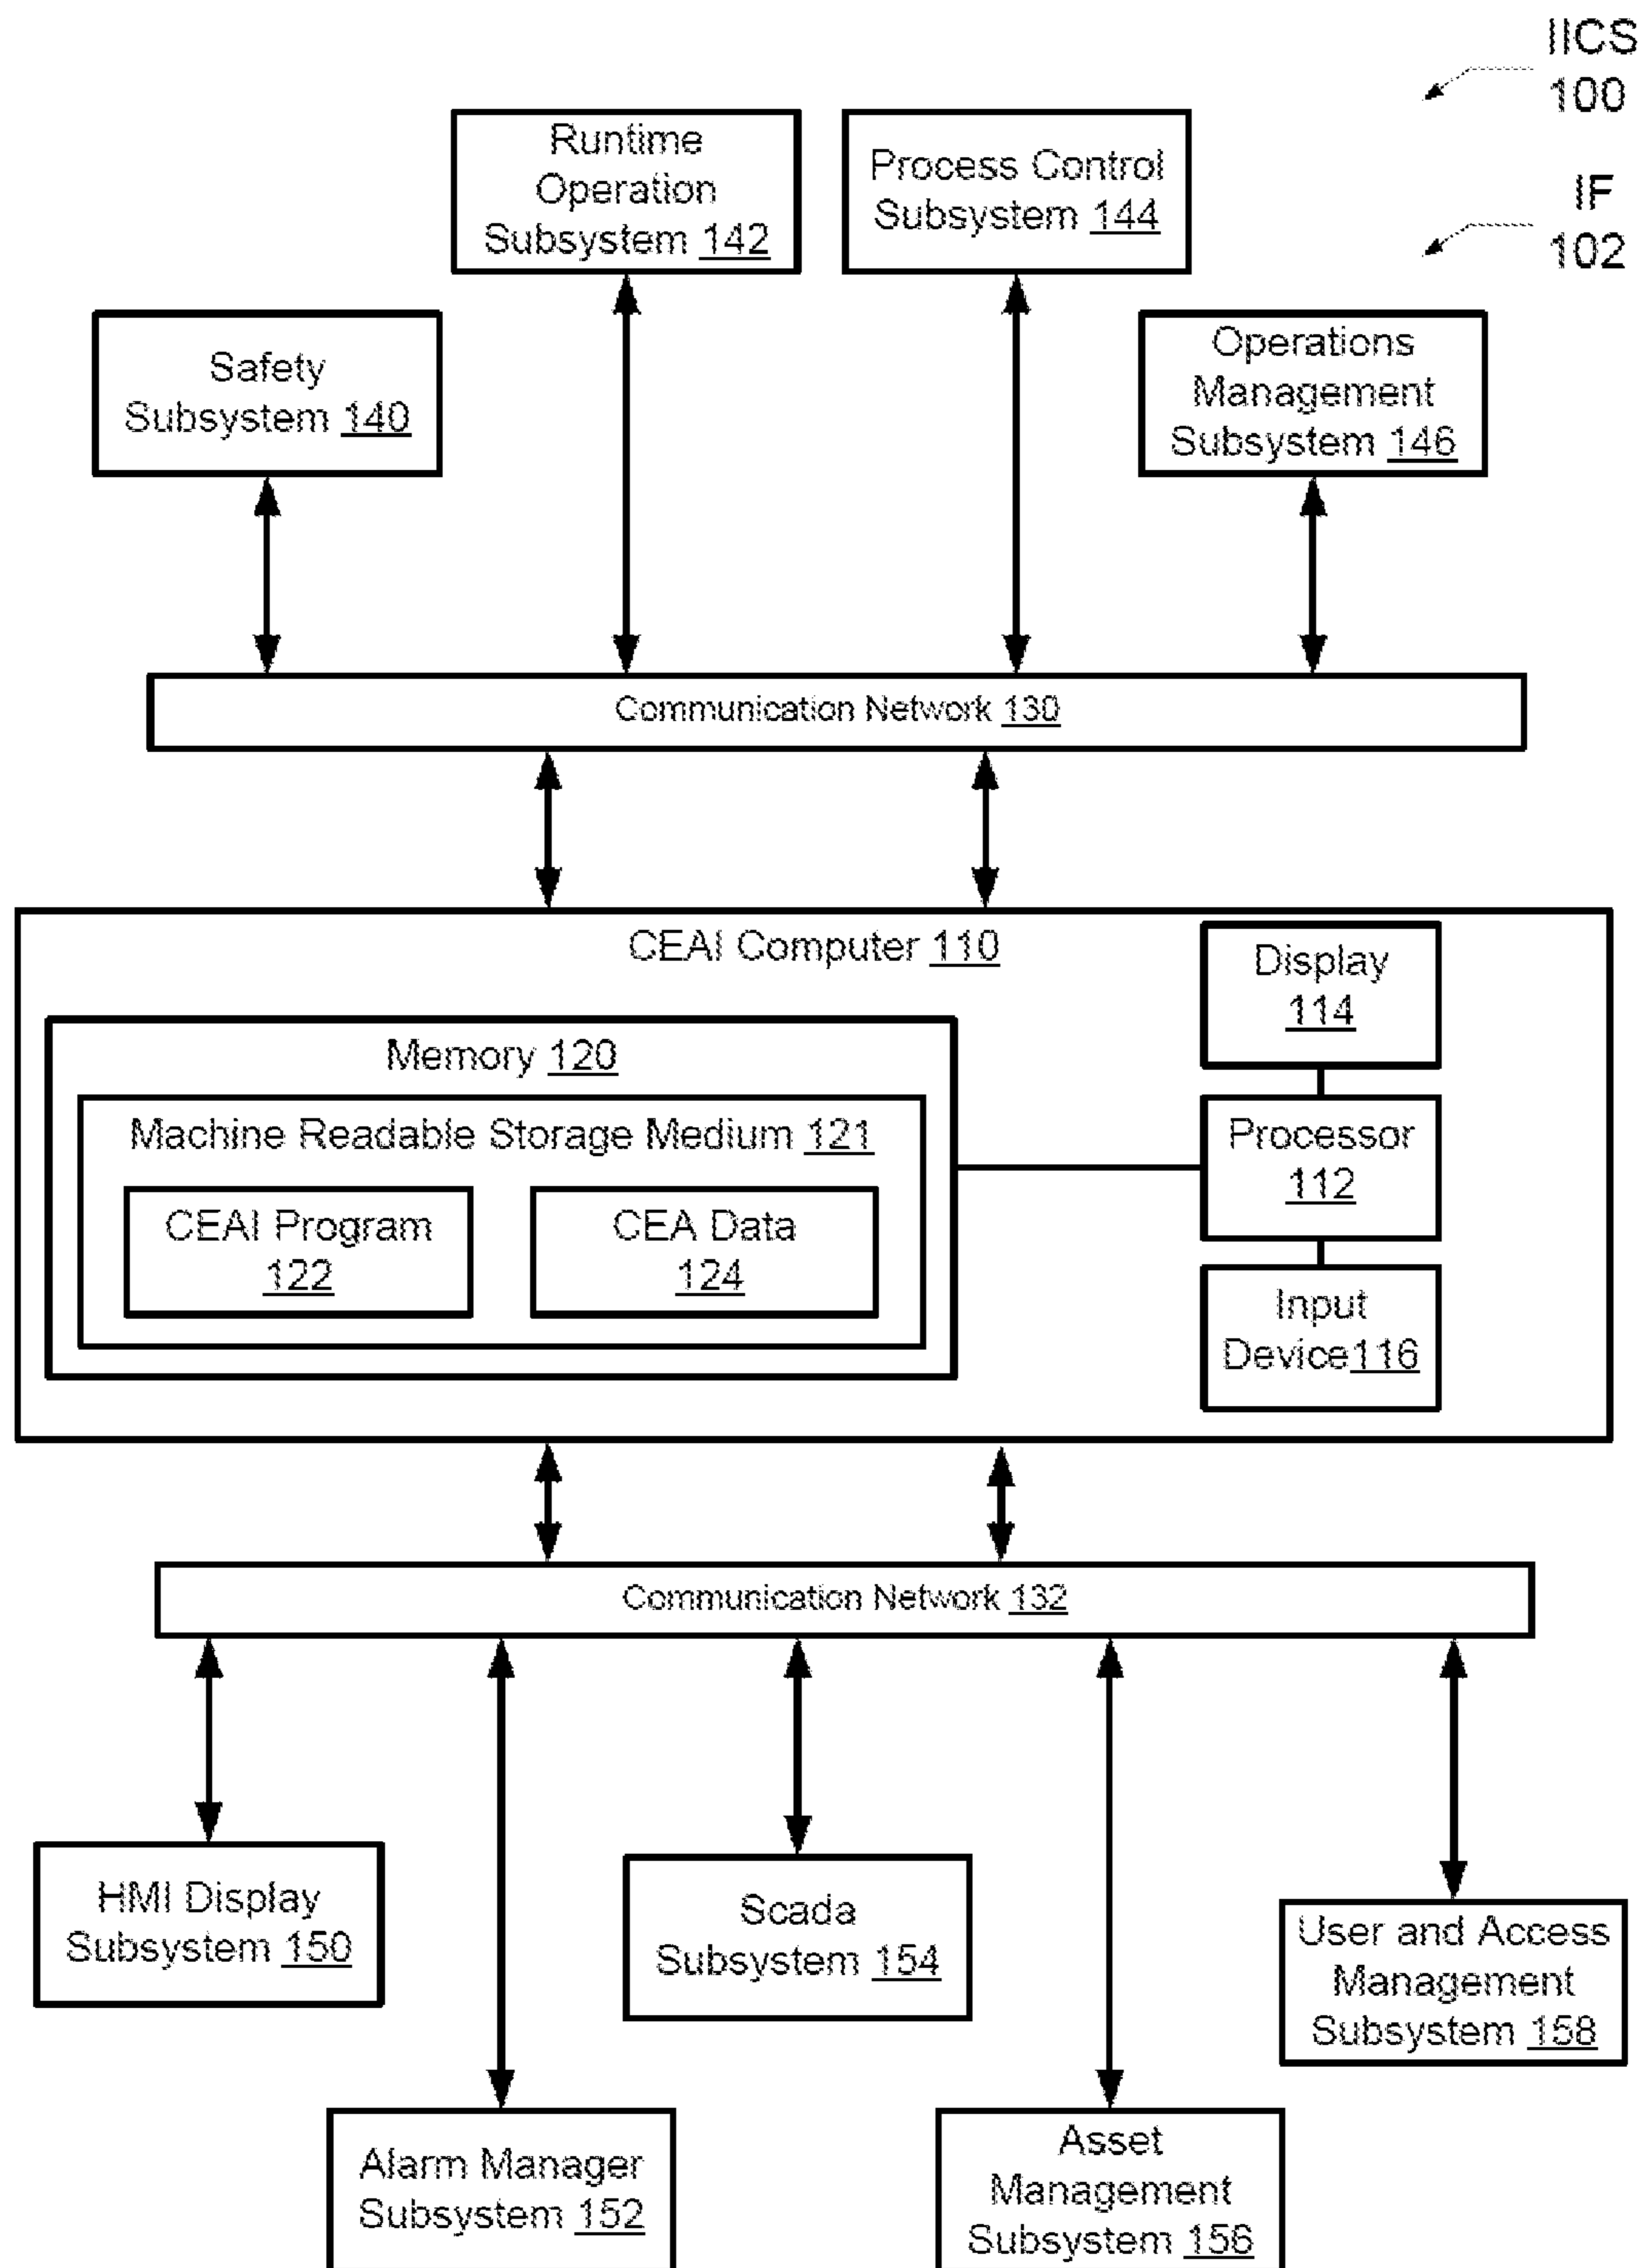 IICS
100
IF
102
Runtime
Operation
Subsystem 142
Process Control
Subsystem 144
Safety
Subsystem 140
Operations
Management
Subsystem 146
Communication Network 130
CEAI Computer 110
Display
114
Memory 120
Machine Readable Storage Medium 121
Processor
112
CEAI Program
122
CEA Data
124
Input
Device116
Communication Network 132
HMI Display
Subsystem 150
Scada
Subsystem 154
User and Access
Management
Subsystem 158
Alarm Manager
Subsystem 152
Asset
Management
Subsystem 156